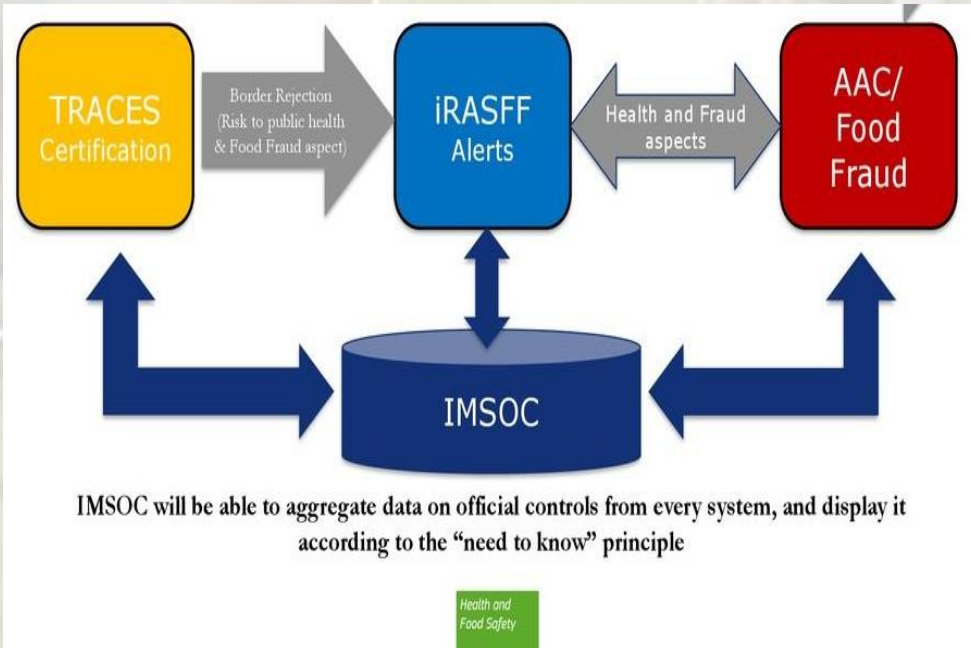 TRACES
Certification
Border Rejection
(Risk to public health
& Food Fraud aspect)
iRASFF
Alerts
Health and Fraud
aspects
AAC/
Food
Fraud
IMSOC
IMSOC will be able to aggregate data on official controls from every system, and display it
according to the “need to know” principle
Health and
Food Safety